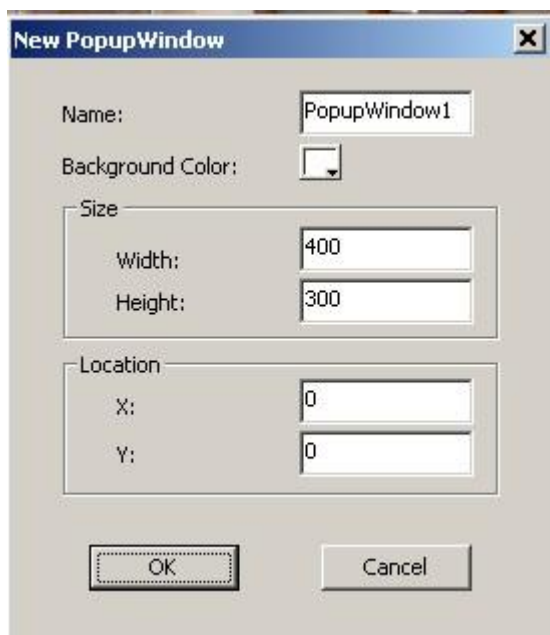 New PopupWindow
Name: PopupWindow1
Background Color:
Size
Width: 400
Height: 300
Location
X: 0
Y: 0
OK Cancel